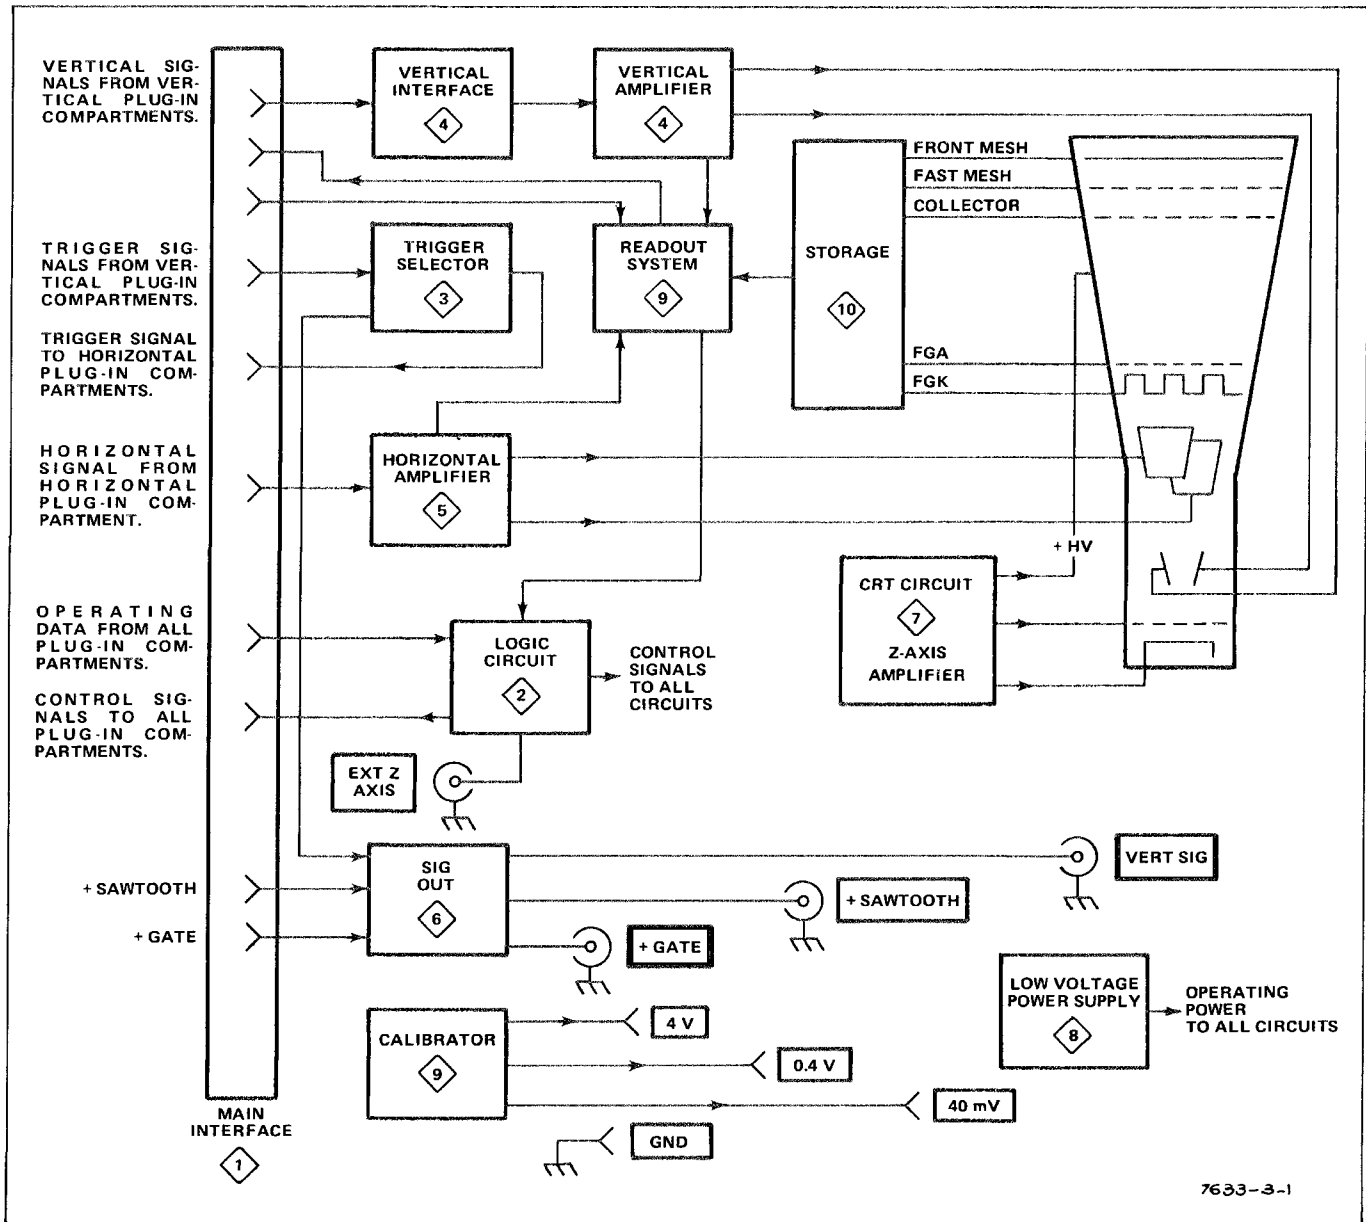 VERTICAL SIG-
NALS FROM VER-
TICAL PLUG-IN
COMPARTMENTS.
VERTICAL
INTERFACE
4
VERTICAL
AMPLIFIER
4
FRONT MESH
FAST MESH
COLLECTOR
STORAGE
10
FGA
FGK
TRIGGER SIG-
NALS FROM VER-
TICAL PLUG-IN
COMPARTMENTS.
TRIGGER
SELECTOR
3
READOUT
SYSTEM
9
TRIGGER SIGNAL
TO HORIZONTAL
PLUG-IN COM-
PARTMENTS.
HORIZONTAL
SIGNAL FROM
HORIZONTAL
PLUG-IN COM-
PARTMENT.
HORIZONTAL
AMPLIFIER
5
+ HV
CRT CIRCUIT
7
Z-AXIS
AMPLIFIER
OPERATING
DATA FROM ALL
PLUG-IN COM-
PARTMENTS.
LOGIC
CIRCUIT
2
CONTROL
SIGNALS
TO ALL
CIRCUITS
CONTROL SIG-
NALS TO ALL
PLUG-IN COM-
PARTMENTS.
EXT Z
AXIS
+ SAWTOOTH
+ GATE
SIG
OUT
6
VERT SIG
+ SAWTOOTH
+ GATE
LOW VOLTAGE
POWER SUPPLY
8
OPERATING
POWER
TO ALL CIRCUITS
CALIBRATOR
9
4 V
0.4 V
40 mV
GND
MAIN
INTERFACE
1
7633-3-1